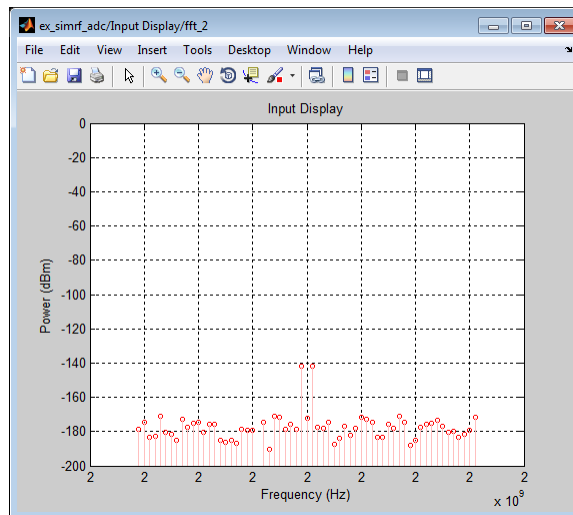 ex_simrf_adc/Input Display/fft_2
File Edit View Insert Tools Desktop Window Help
Input Display
0
-20
-40
-60
-80
-100
-120
-140
-160
-180
-200
Power (dBm)
2 2 2 2 2 2 2 2 2
Frequency (Hz)
x 10^9